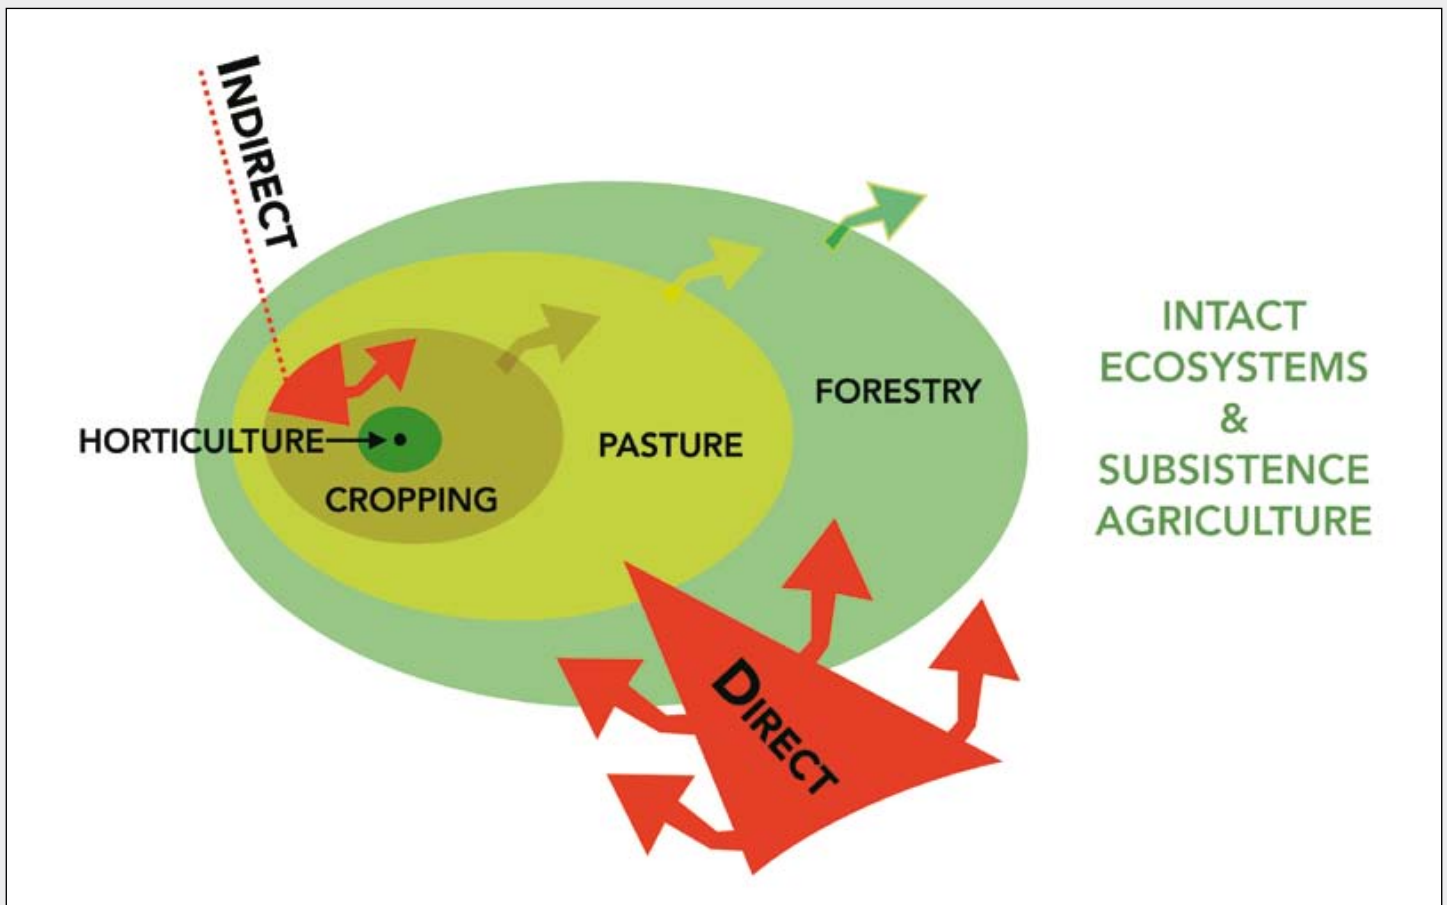 INDIRECT
HORTICULTURE
CROPPING
PASTURE
FORESTRY
INTACT
ECOSYSTEMS
&
SUBSISTENCE
AGRICULTURE
DIRECT